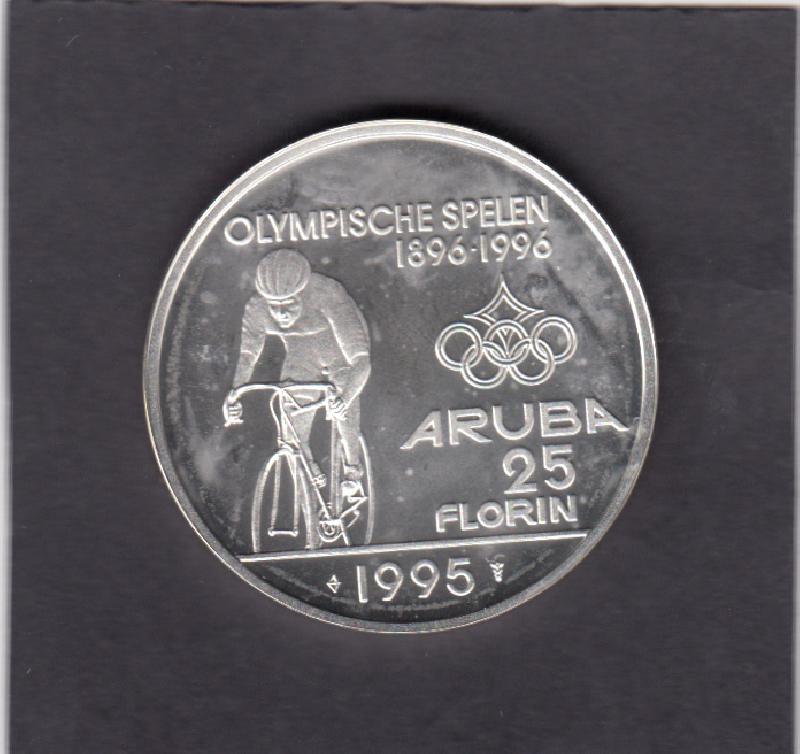 OLYMPISCHE SPELEN
1896·1996
ARUBA
25
FLORIN
1995